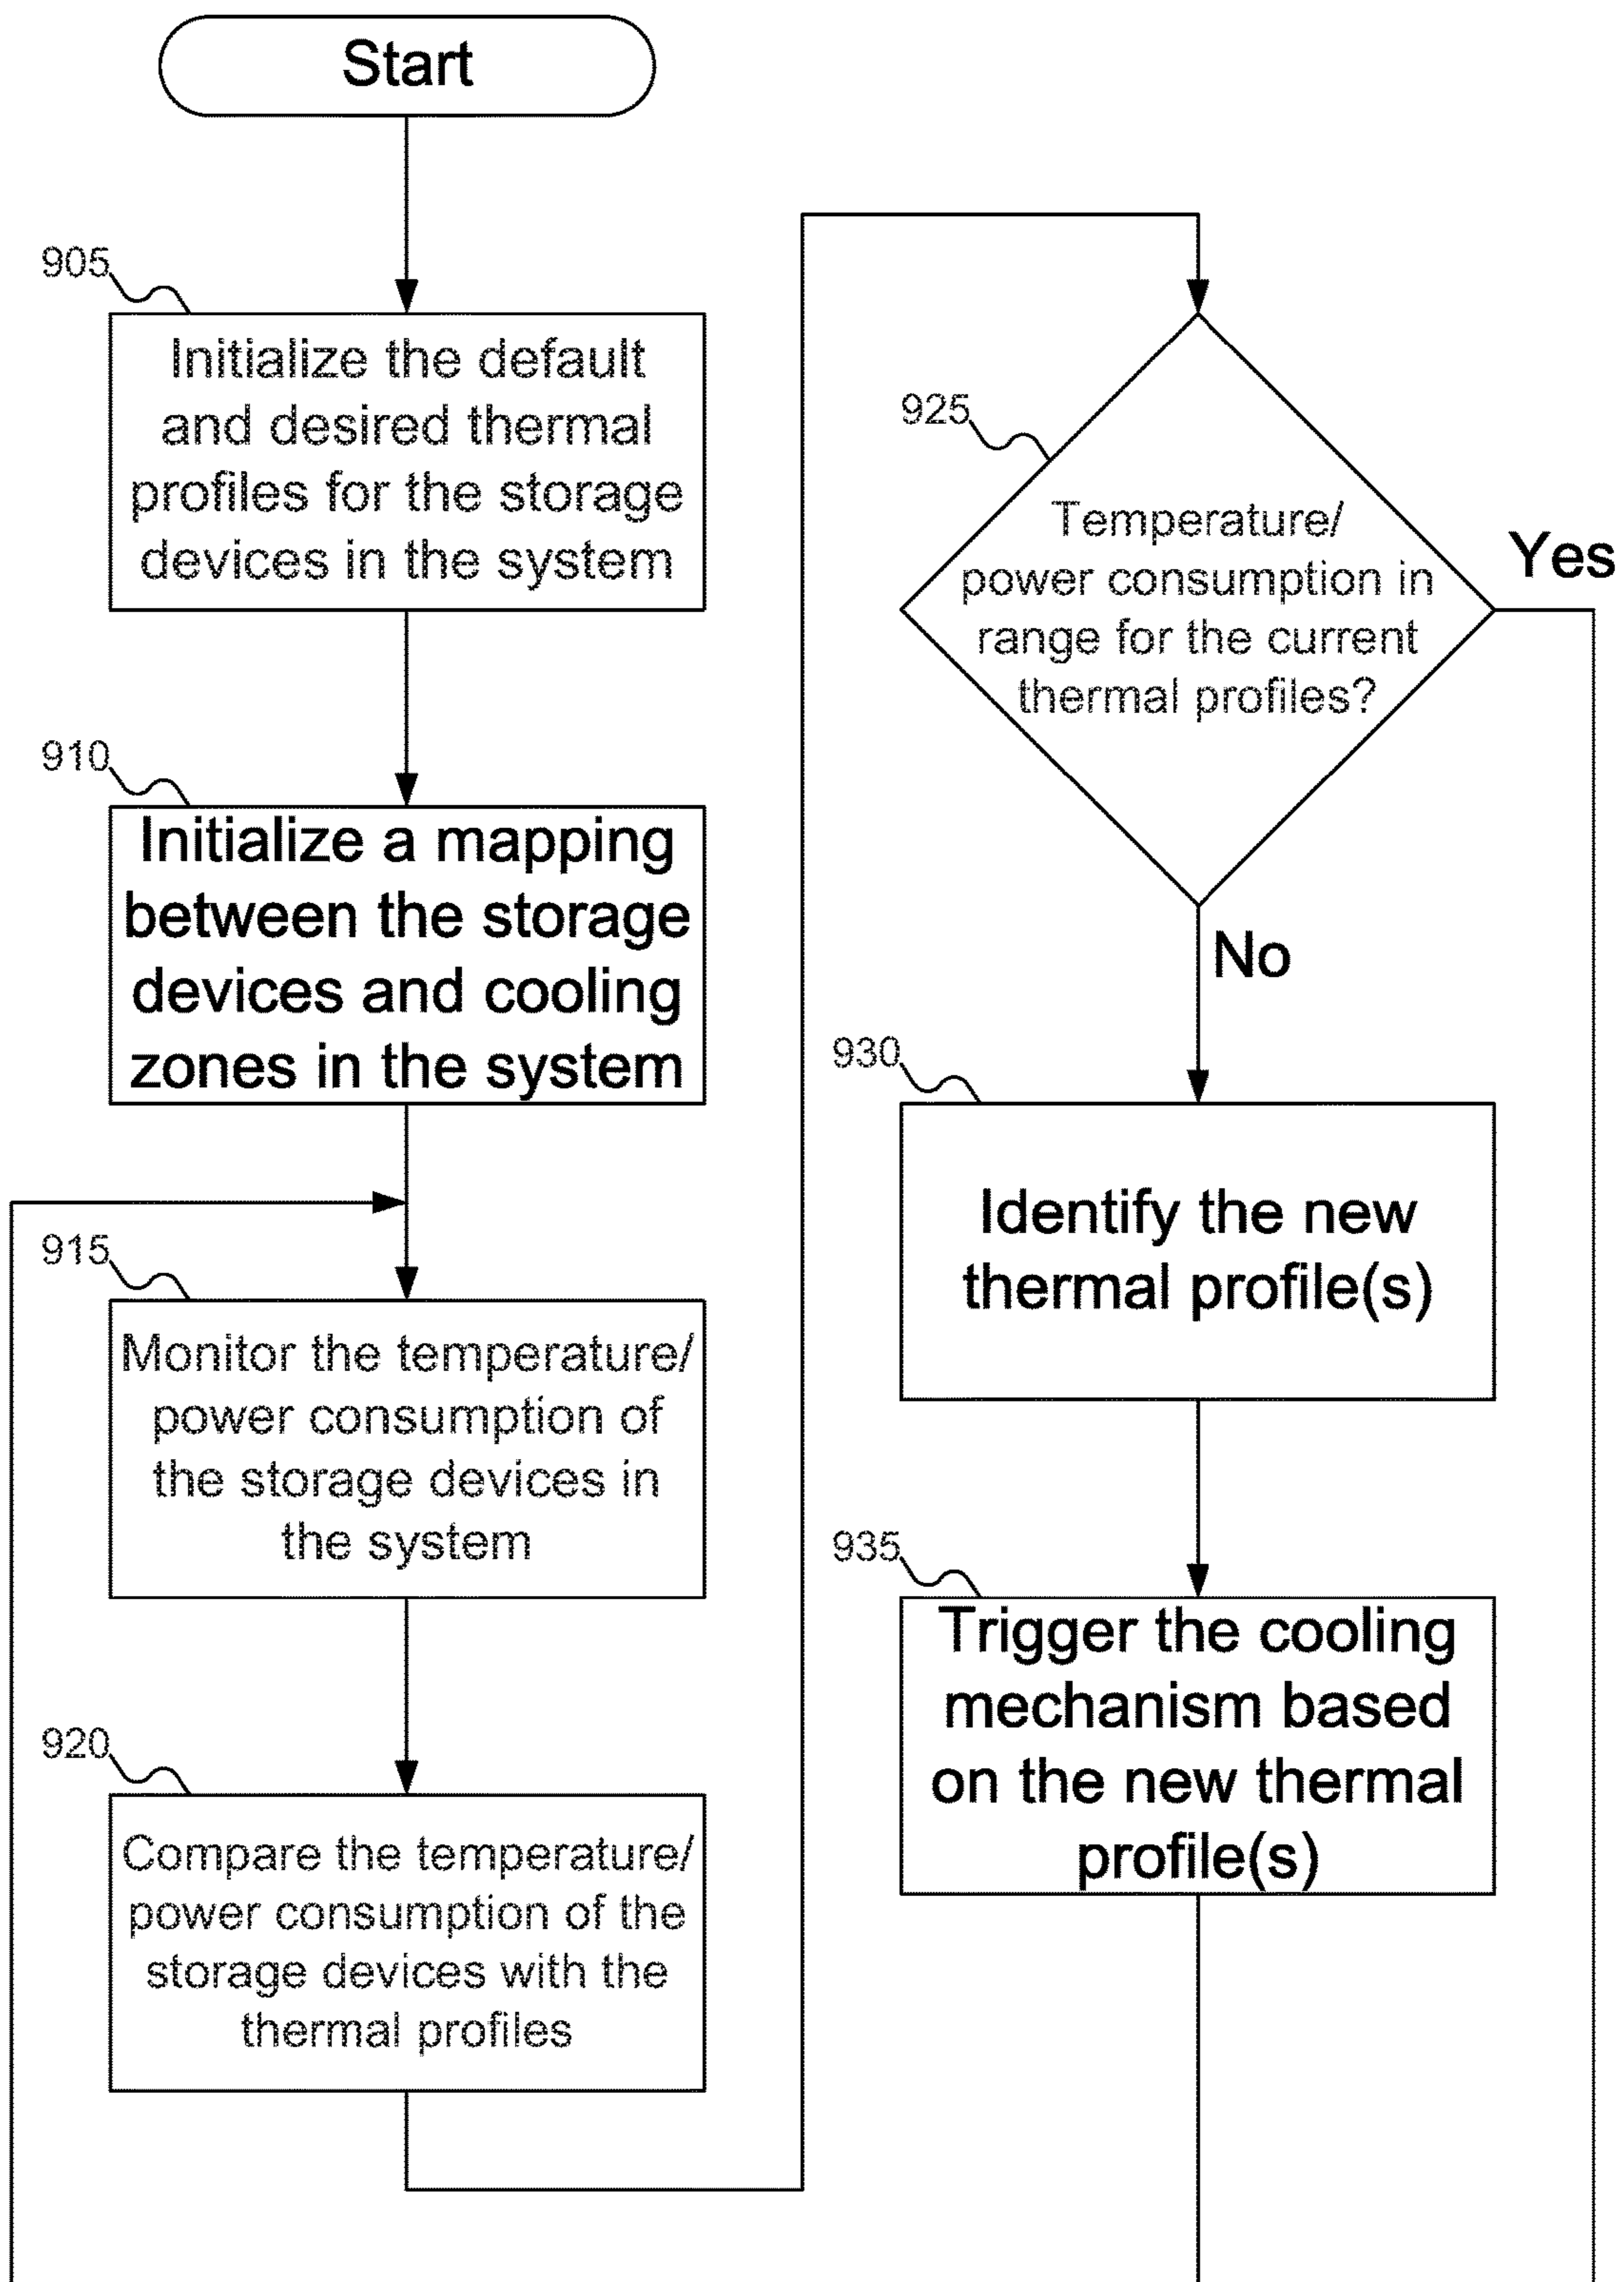 Start
905
Initialize the default
and desired thermal
profiles for the storage
devices in the system
910
Initialize a mapping
between the storage
devices and cooling
zones in the system
915
Monitor the temperature/
power consumption of
the storage devices in
the system
920
Compare the temperature/
power consumption of the
storage devices with the
thermal profiles
925
Temperature/
power consumption in
range for the current
thermal profiles?
Yes
No
930
Identify the new
thermal profile(s)
935
Trigger the cooling
mechanism based
on the new thermal
profile(s)